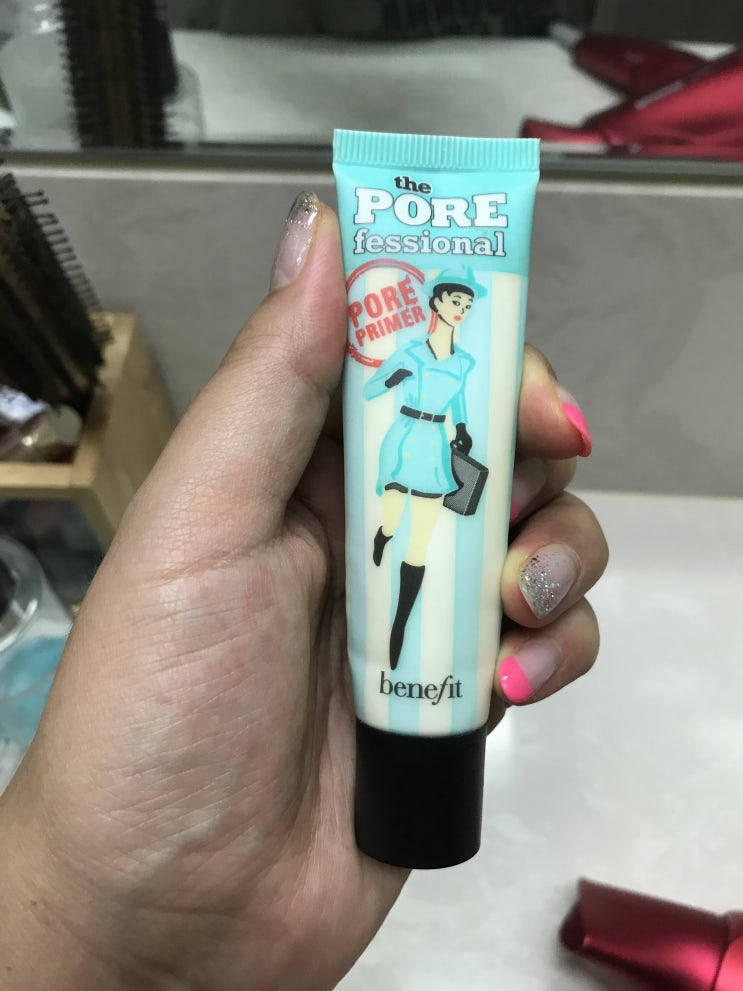 the
PORE
fessional
PORE
PRIMER
benefit